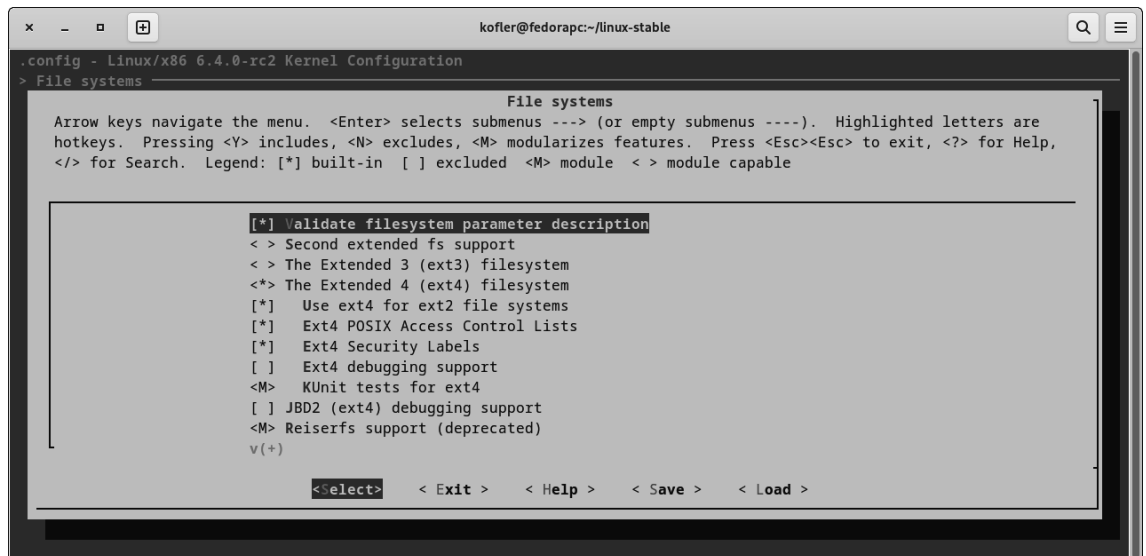 kofler@fedorapc:~/linux-stable
.config - Linux/x86 6.4.0-rc2 Kernel Configuration
> File systems
File systems
Arrow keys navigate the menu.  <Enter> selects submenus ---> (or empty submenus ----).  Highlighted letters are
hotkeys.  Pressing <Y> includes, <N> excludes, <M> modularizes features.  Press <Esc><Esc> to exit, <?> for Help,
</> for Search.  Legend: [*] built-in  [ ] excluded  <M> module  < > module capable
[*] Validate filesystem parameter description
< > Second extended fs support
< > The Extended 3 (ext3) filesystem
<*> The Extended 4 (ext4) filesystem
[*]   Use ext4 for ext2 file systems
[*]   Ext4 POSIX Access Control Lists
[*]   Ext4 Security Labels
[ ]   Ext4 debugging support
<M>   KUnit tests for ext4
[ ] JBD2 (ext4) debugging support
<M> Reiserfs support (deprecated)
v(+)
<Select>    < Exit >    < Help >    < Save >    < Load >